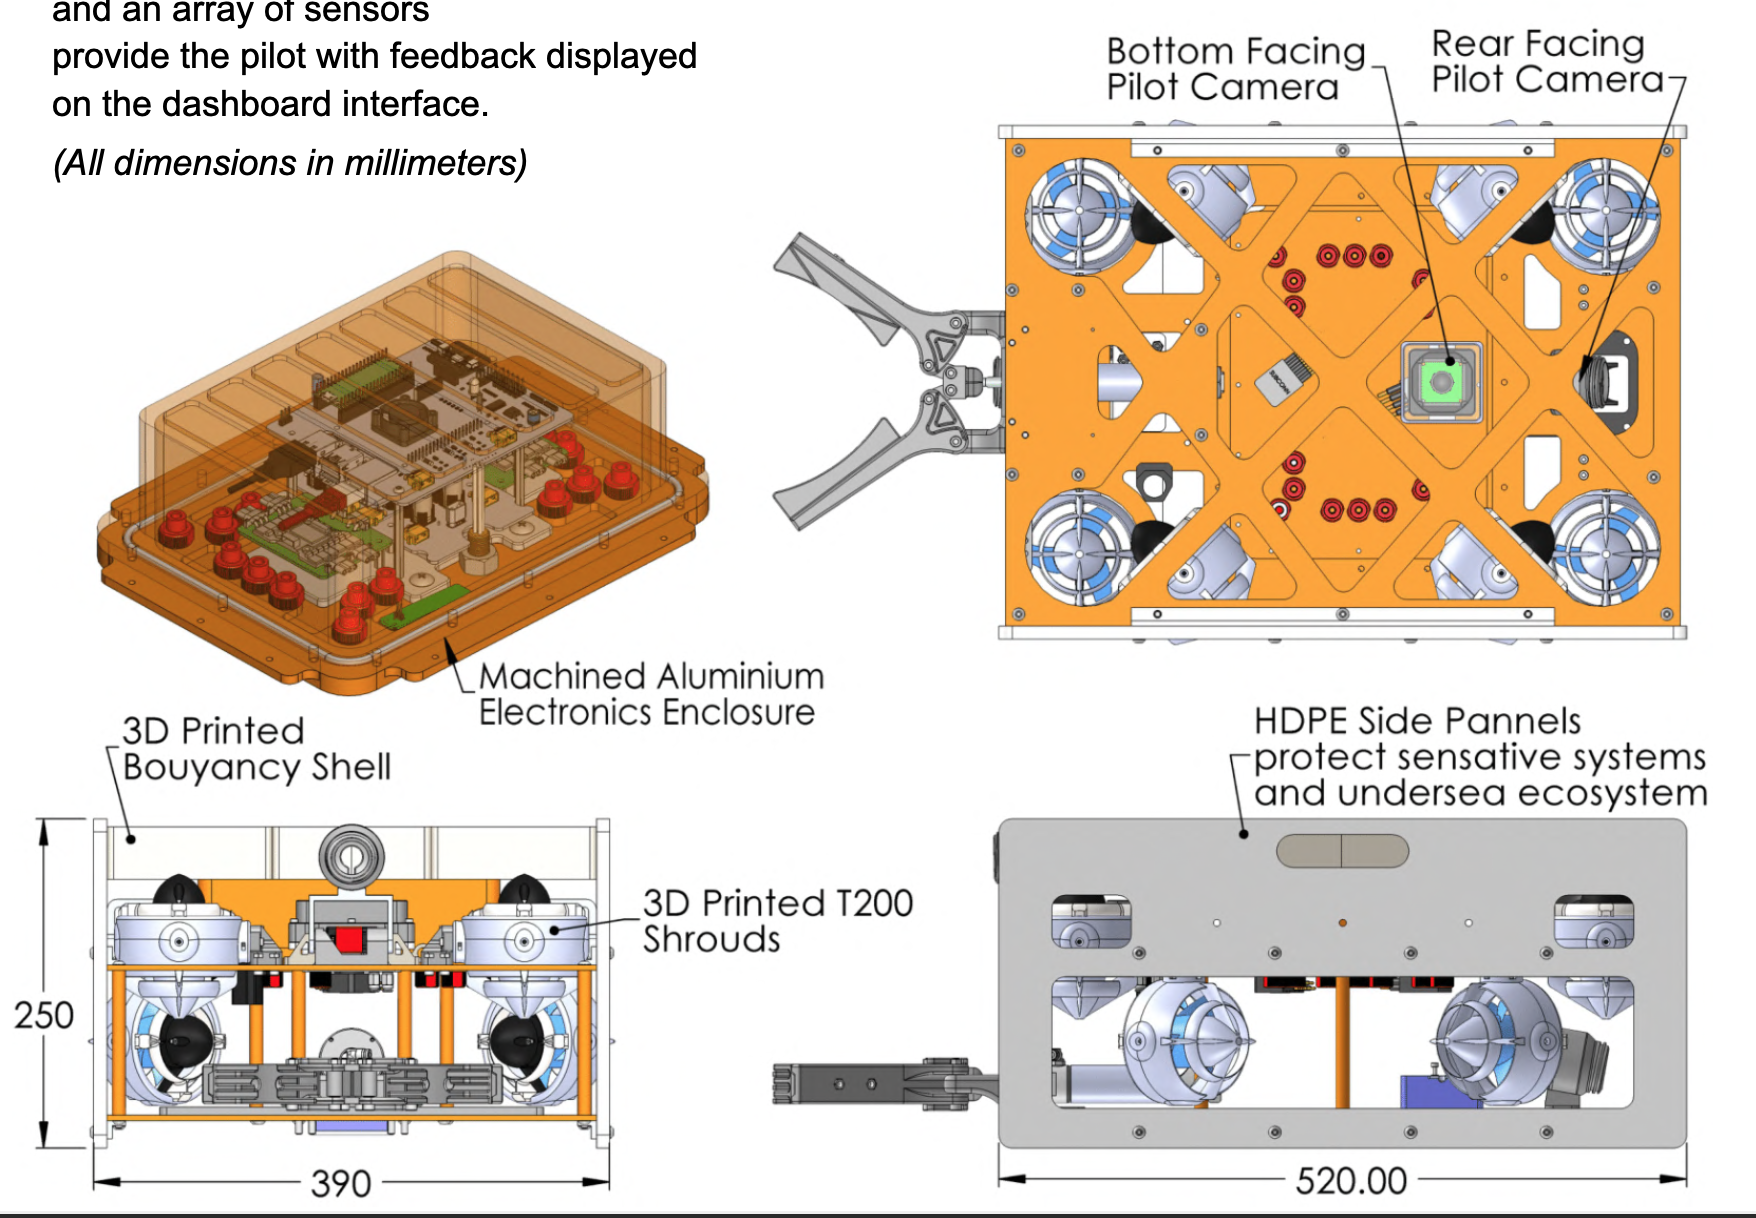 and an array of sensors
provide the pilot with feedback displayed
on the dashboard interface.
(All dimensions in millimeters)
Bottom Facing
Pilot Camera
Rear Facing
Pilot Camera
Machined Aluminium
Electronics Enclosure
3D Printed
Bouyancy Shell
HDPE Side Pannels
protect sensative systems
and undersea ecosystem
3D Printed T200
Shrouds
250
390
520.00